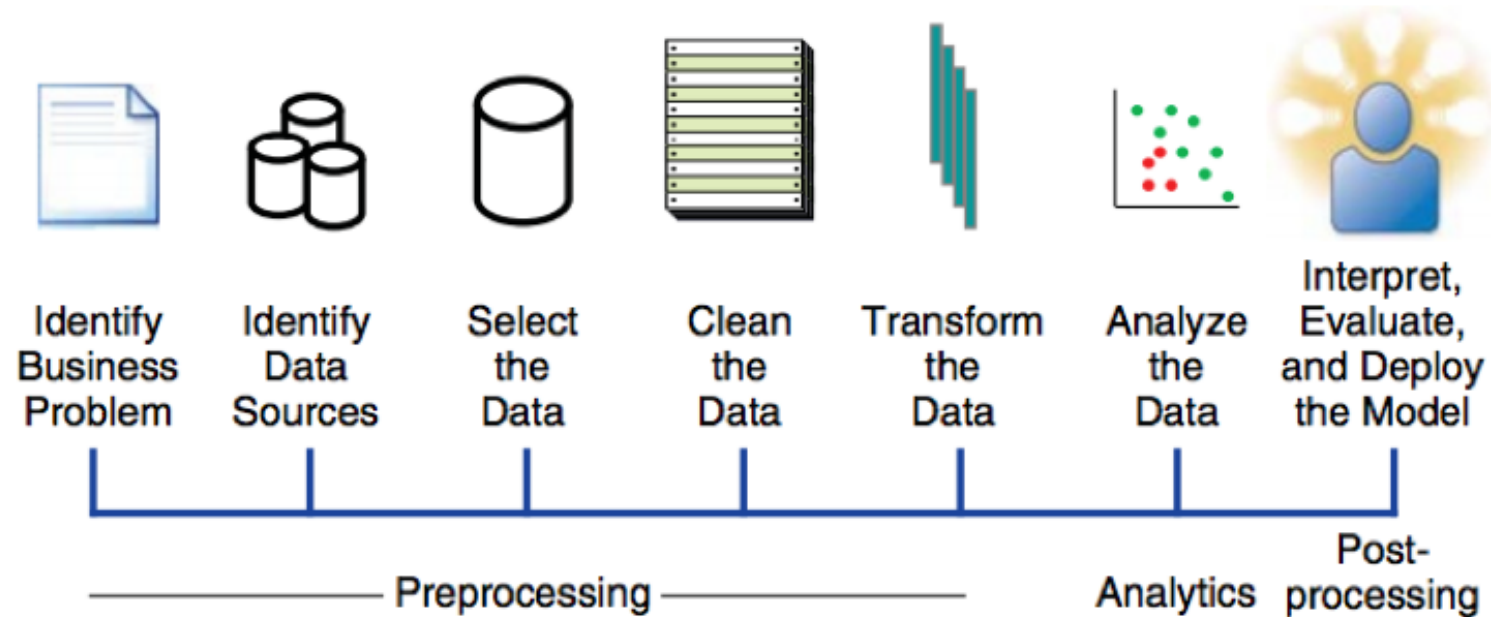 Identify
Business
Problem
Identify
Data
Sources
Select
the
Data
Clean
the
Data
Transform
the
Data
Analyze
the
Data
Interpret,
Evaluate,
and Deploy
the Model
Preprocessing
Analytics
Post-
processing